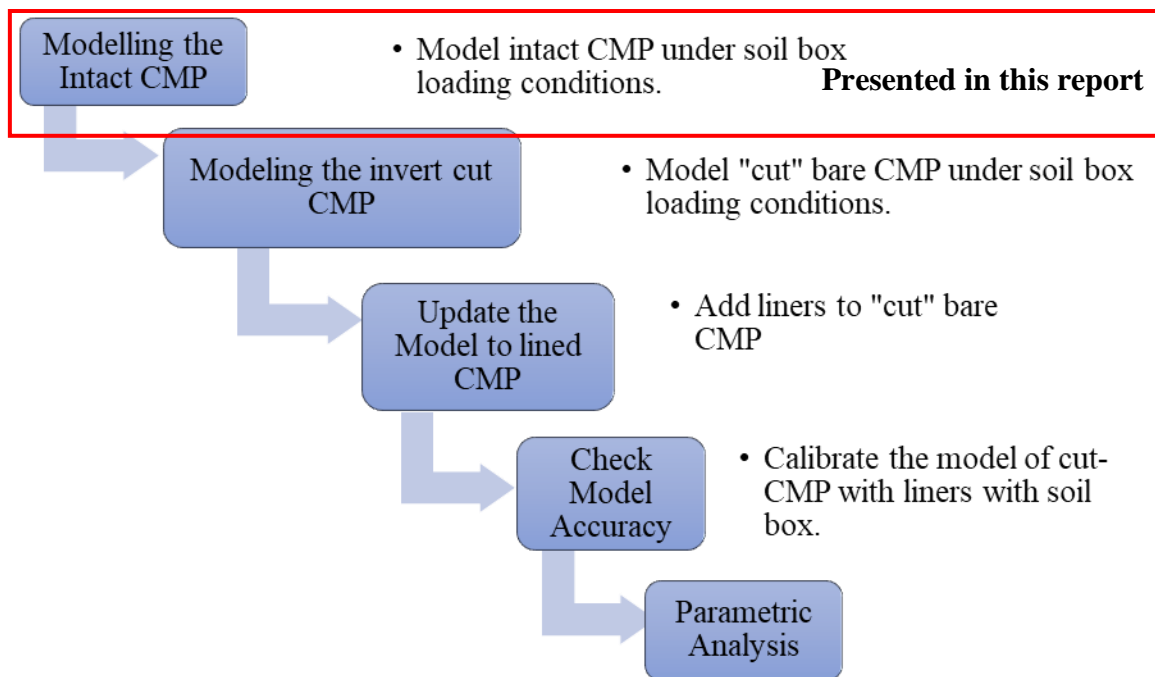 Modelling the
Intact CMP
• Model intact CMP under soil box
loading conditions.
Presented in this report
Modeling the invert cut
CMP
• Model "cut" bare CMP under soil box
loading conditions.
Update the
Model to lined
CMP
• Add liners to "cut" bare
CMP
Check
Model
Accuracy
• Calibrate the model of cut-
CMP with liners with soil
box.
Parametric
Analysis